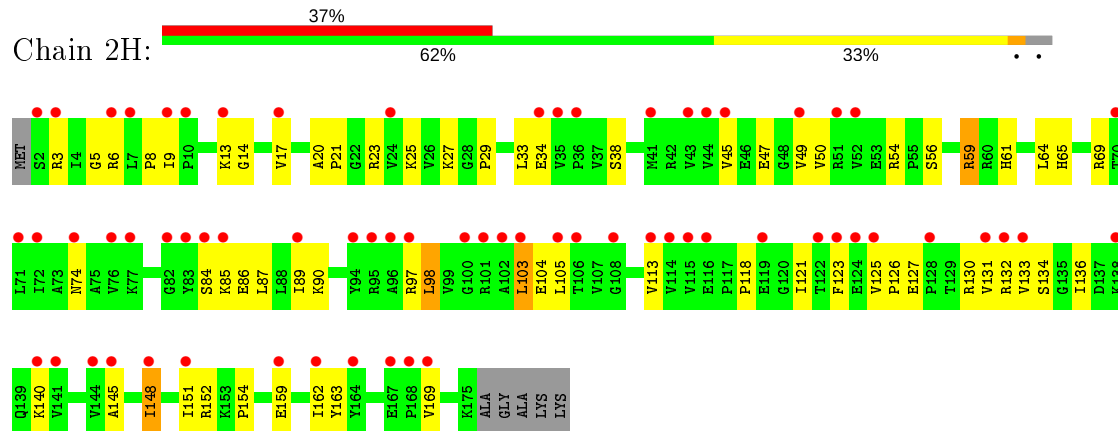 37%
Chain 2H:
62% 33% • •
MET S2 R3 I4 G5 R6 L7 P8 I9 P10 K13 G14 V17 A20 P21 G22 R23 V24 K25 V26 K27 G28 P29 L33 E34 V35 P36 V37 S38 M41 R42 V43 V44 V45 E46 E47 G48 V49 V50 R51 V52 E53 R54 P55 S56 R59 R60 H61 L64 H65 R69 T70
L71 I72 A73 N74 A75 V76 K77 G82 Y83 S84 K85 E86 L87 L88 I89 K90 Y94 R95 A96 R97 L98 V99 G100 R101 A102 L103 E104 L105 T106 V107 G108 V113 V114 V115 E116 P117 P118 E119 G120 I121 T122 F123 E124 V125 P126 E127 P128 T129 R130 V131 R132 V133 S134 G135 I136 D137 K138
Q139 K140 V141 V144 A145 I148 I151 R152 K153 P154 E159 I162 Y163 Y164 E167 P168 V169 K175 ALA GLY ALA LYS LYS